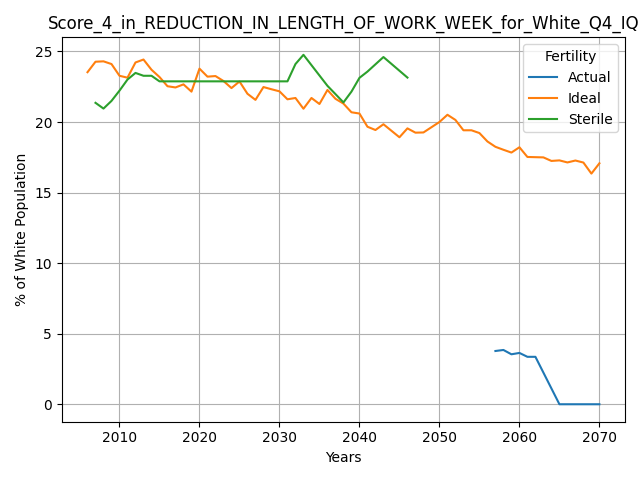 Score_4_in_REDUCTION_IN_LENGTH_OF_WORK_WEEK_for_White_Q4_IQ
Fertility
Actual
Ideal
Sterile
% of White Population
25
20
15
10
5
0
2010 2020 2030 2040 2050 2060 2070
Years